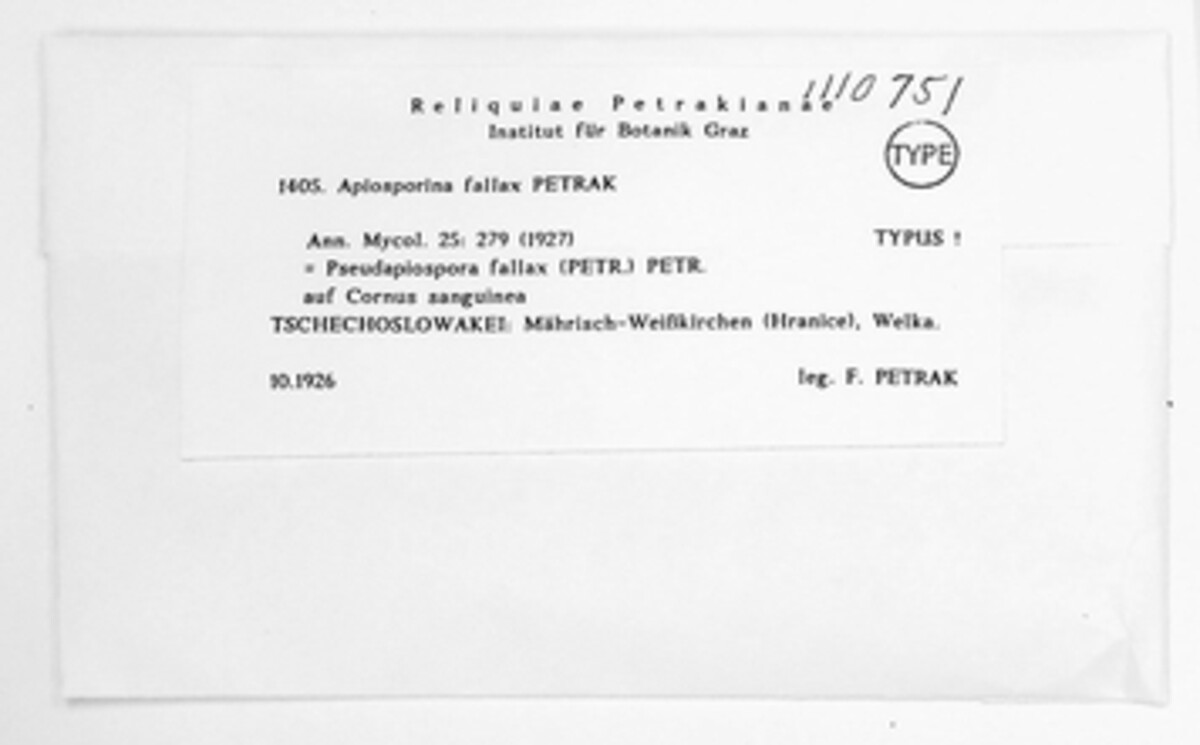 1110751
Reliquiae Petrakianae
Institut für Botanik Graz
TYPE
1405. Apiosporina fallax PETRAK
Ann. Mycol. 25: 279 (1927) TYPUS !
= Pseudapiospora fallax (PETR.) PETR.
auf Cornus sanguinea
TSCHECHOSLOWAKEI: Mährisch-Weißkirchen (Hranice), Welka.
10.1926 leg. F. PETRAK